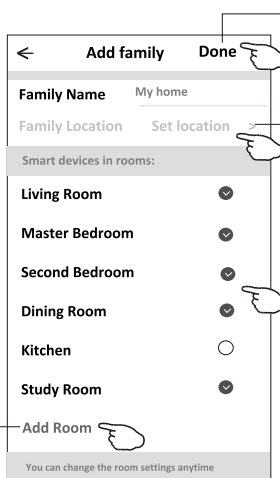 Add family Done
Family Name My home
Family Location Set location >
Smart devices in rooms:
Living Room
Master Bedroom
Second Bedroom
Dining Room
Kitchen
Study Room
Add Room
You can change the room settings anytime